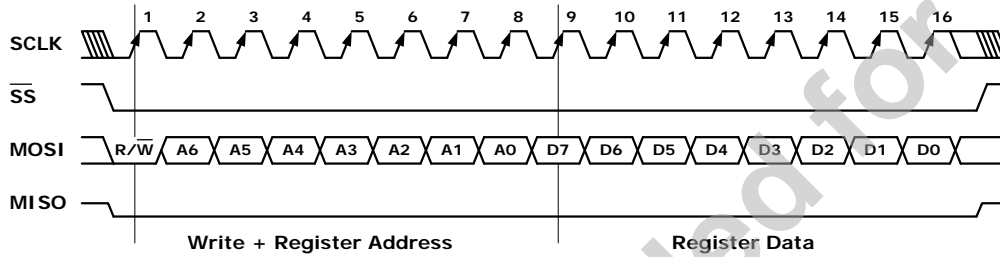 1 2 3 4 5 6 7 8 9 10 11 12 13 14 15 16
SCLK
SS
MOSI R/W A6 A5 A4 A3 A2 A1 A0 D7 D6 D5 D4 D3 D2 D1 D0
MISO
Write + Register Address Register Data
ded for